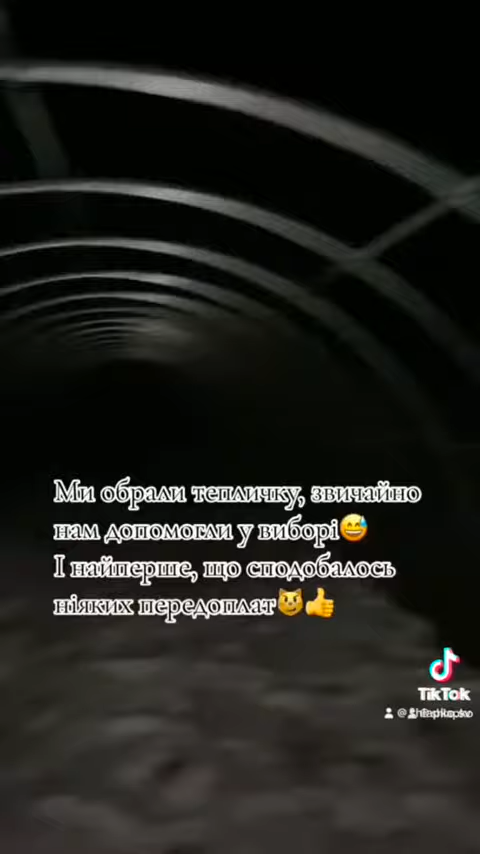 Ми обрали тепличку, звичайно
нам допомогли у виборі😅
І найперше, що сподобалось
ніяких передоплат😼👍
TikTok